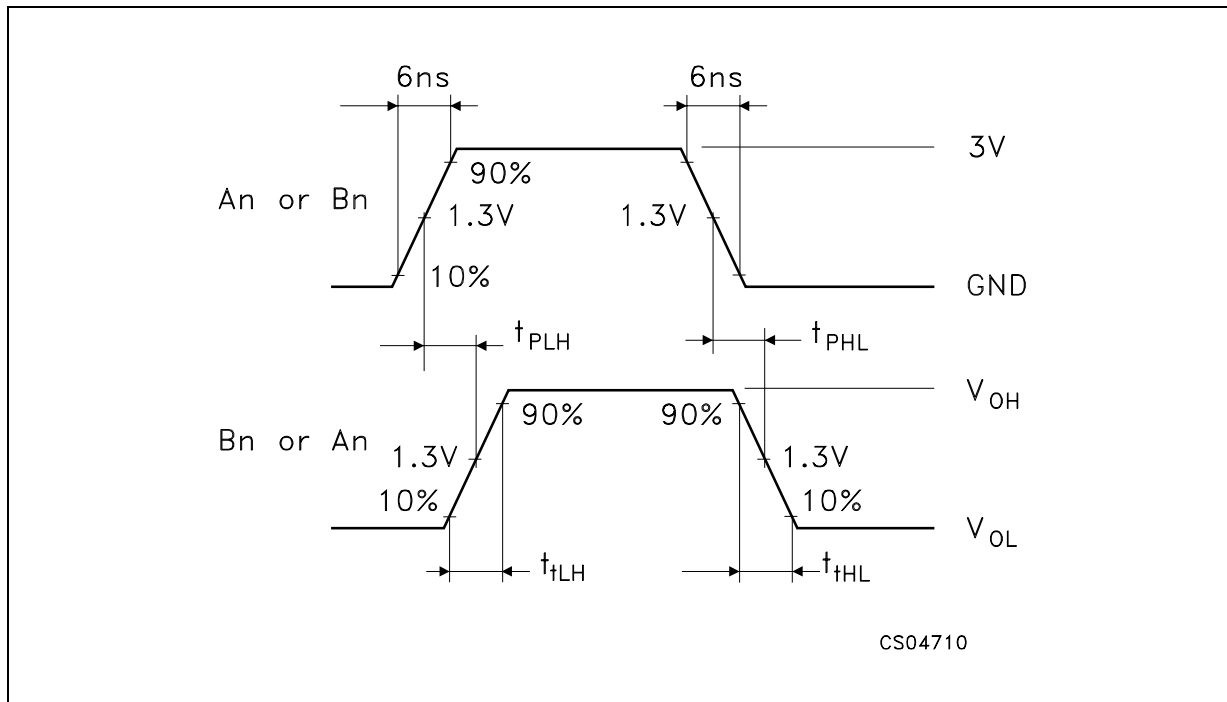 6ns 6ns
3V
90%
An or Bn
1.3V 1.3V
10%
GND
tPLH tPHL
VOH
90% 90%
Bn or An
1.3V 1.3V
10% 10%
VOL
ttLH ttHL
CS04710